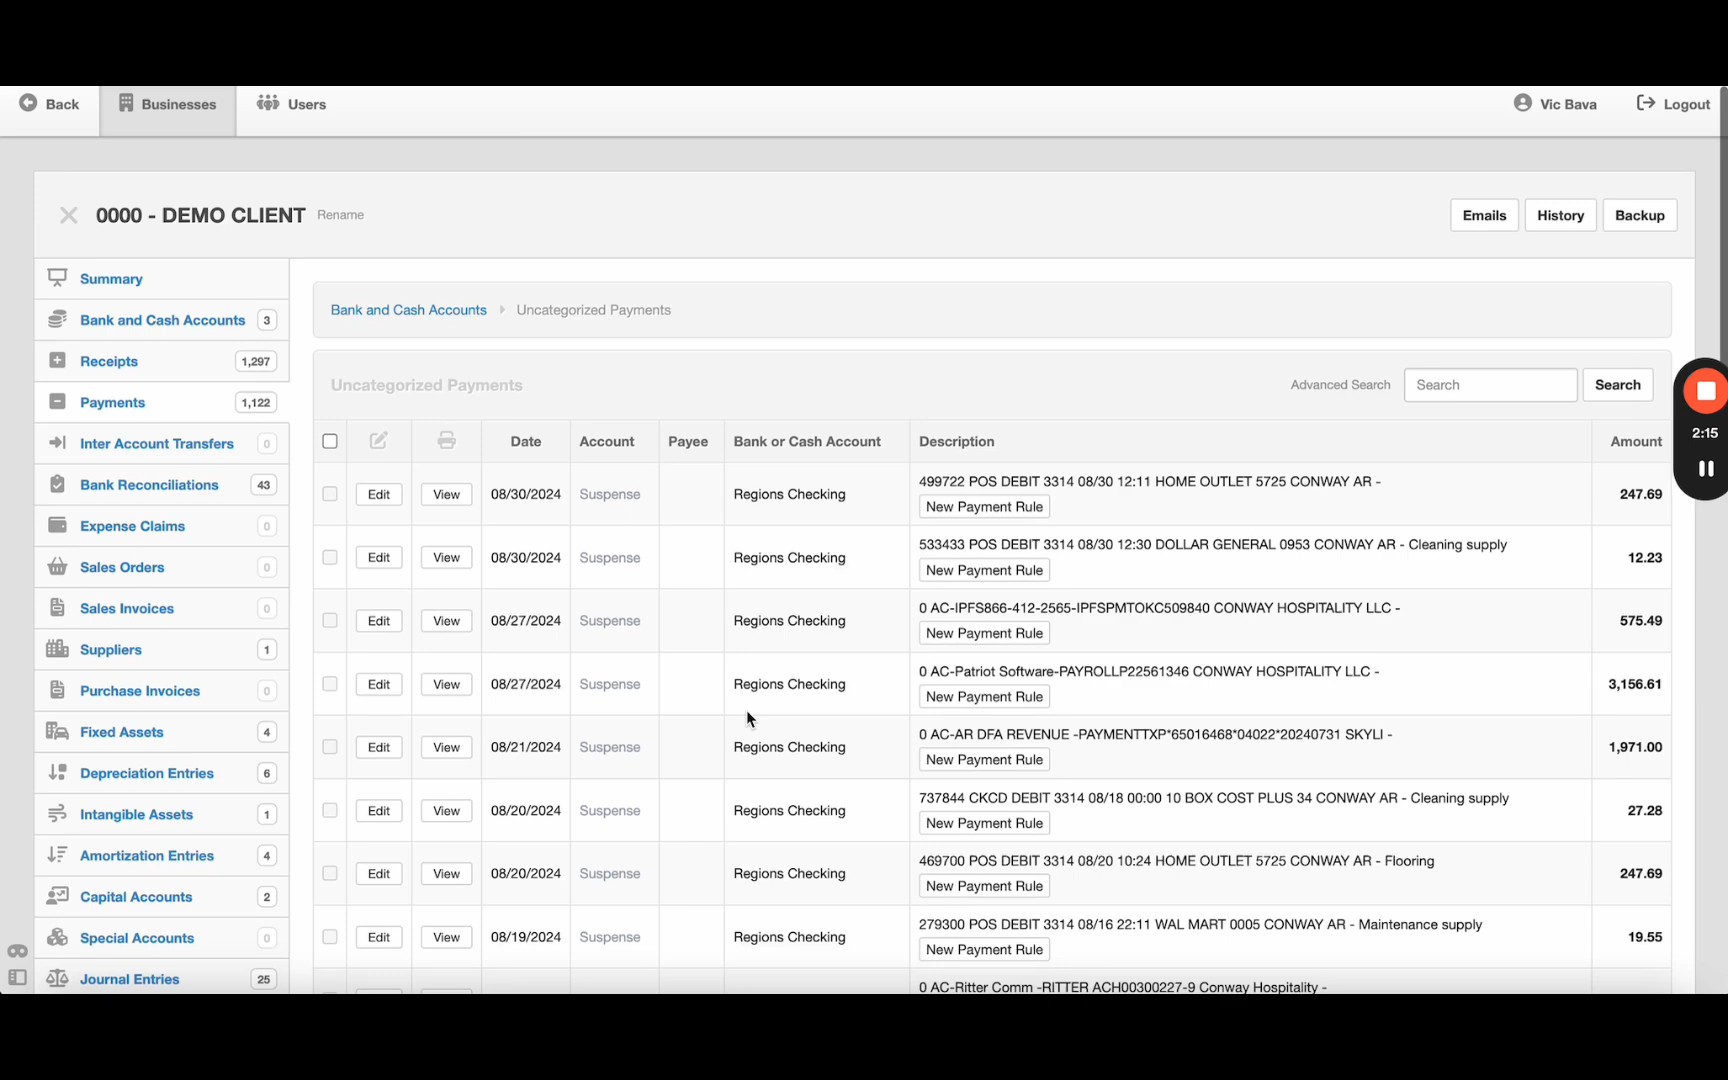 Back
Businesses
Users
Vic Bava
Logout
0000 - DEMO CLIENT
Rename
Emails
History
Backup
Summary
Bank and Cash Accounts 3
Receipts 1,297
Payments 1,122
Inter Account Transfers 0
Bank Reconciliations 43
Expense Claims 0
Sales Orders 0
Sales Invoices 0
Suppliers 1
Purchase Invoices 0
Fixed Assets 4
Depreciation Entries 6
Intangible Assets 1
Amortization Entries 4
Capital Accounts 2
Special Accounts 0
Journal Entries 25
Bank and Cash Accounts Uncategorized Payments
Uncategorized Payments
Advanced Search
Search
Search
Date Account Payee Bank or Cash Account Description Amount
499722 POS DEBIT 3314 08/30 12:11 HOME OUTLET 5725 CONWAY AR -
Edit View 08/30/2024 Suspense Regions Checking 247.69
New Payment Rule
533433 POS DEBIT 3314 08/30 12:30 DOLLAR GENERAL 0953 CONWAY AR - Cleaning supply
Edit View 08/30/2024 Suspense Regions Checking 12.23
New Payment Rule
0 AC-IPFS866-412-2565-IPFSPMTOKC509840 CONWAY HOSPITALITY LLC -
Edit View 08/27/2024 Suspense Regions Checking 575.49
New Payment Rule
0 AC-Patriot Software-PAYROLLP22561346 CONWAY HOSPITALITY LLC -
Edit View 08/27/2024 Suspense Regions Checking 3,156.61
New Payment Rule
0 AC-AR DFA REVENUE -PAYMENTTXP*65016468*04022*20240731 SKYLI -
Edit View 08/21/2024 Suspense Regions Checking 1,971.00
New Payment Rule
737844 CKCD DEBIT 3314 08/18 00:00 10 BOX COST PLUS 34 CONWAY AR - Cleaning supply
Edit View 08/20/2024 Suspense Regions Checking 27.28
New Payment Rule
469700 POS DEBIT 3314 08/20 10:24 HOME OUTLET 5725 CONWAY AR - Flooring
Edit View 08/20/2024 Suspense Regions Checking 247.69
New Payment Rule
279300 POS DEBIT 3314 08/16 22:11 WAL MART 0005 CONWAY AR - Maintenance supply
Edit View 08/19/2024 Suspense Regions Checking 19.55
New Payment Rule
0 AC-Ritter Comm -RITTER ACH00300227-9 Conway Hospitality -
2:15